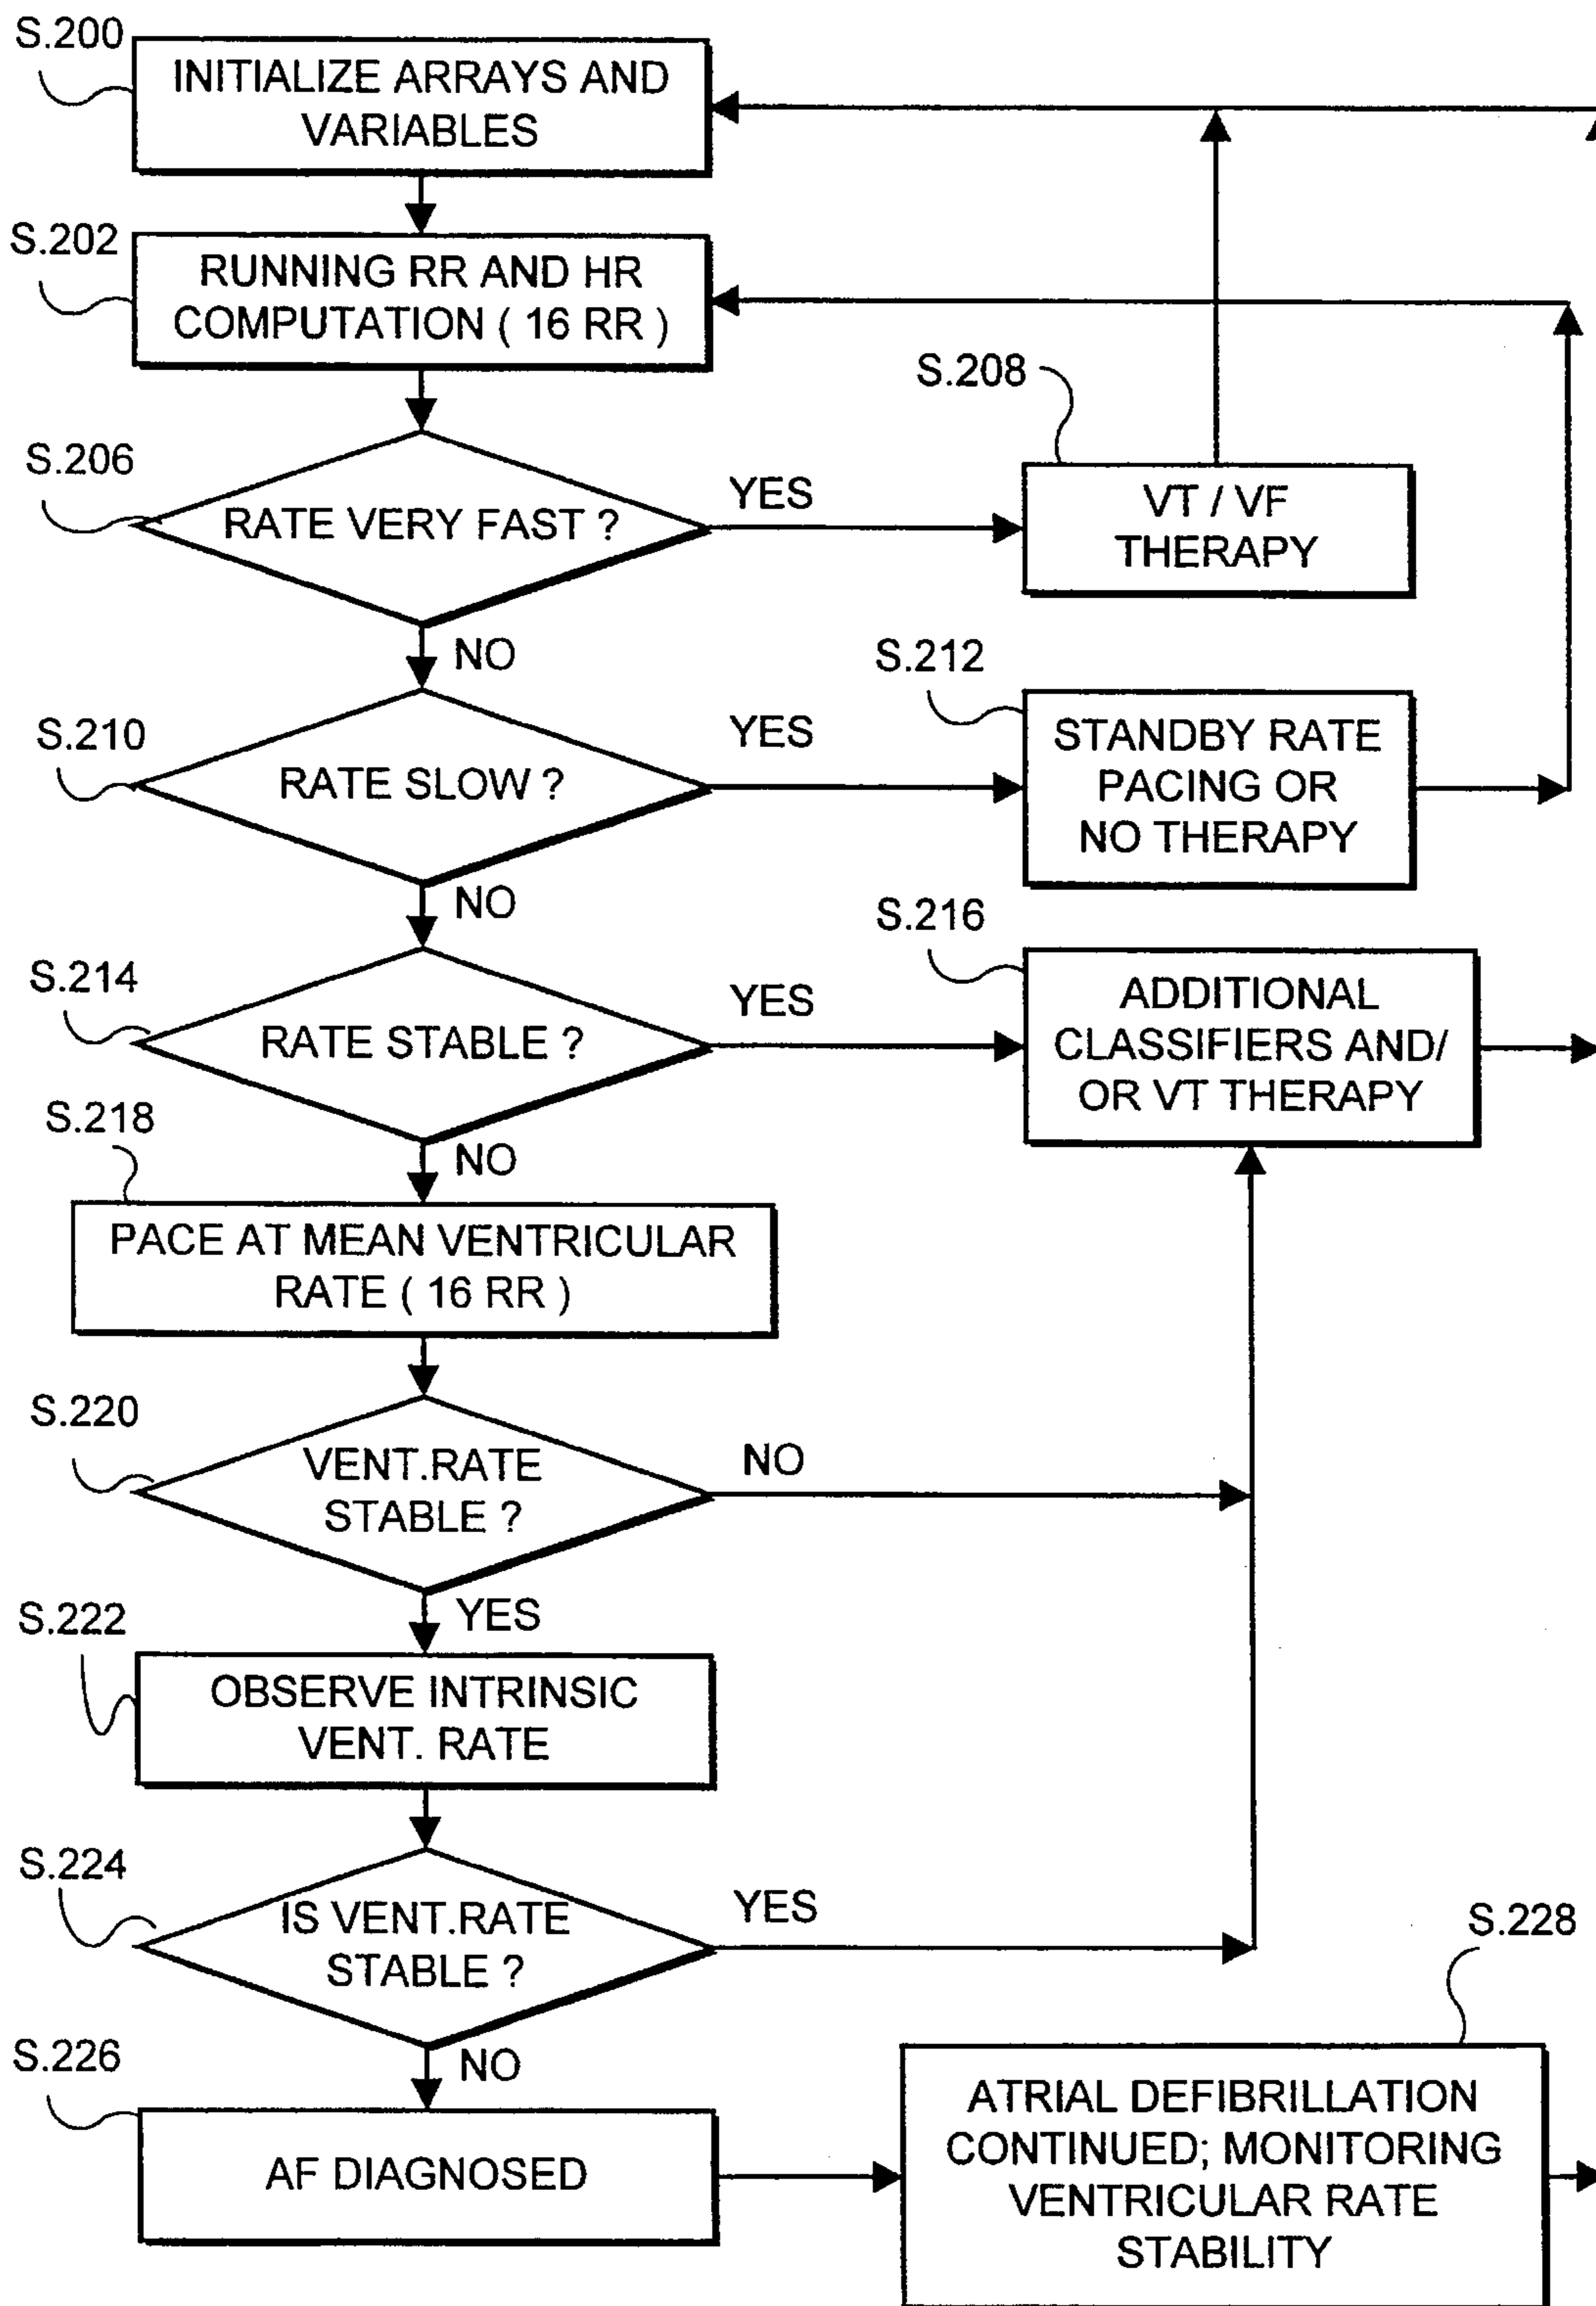 S.200
INITIALIZE ARRAYS AND
VARIABLES
S.202
RUNNING RR AND HR
COMPUTATION ( 16 RR )
S.206
RATE VERY FAST ?
YES
S.208
VT / VF
THERAPY
NO
S.210
RATE SLOW ?
YES
S.212
STANDBY RATE
PACING OR
NO THERAPY
NO
S.214
RATE STABLE ?
YES
S.216
ADDITIONAL
CLASSIFIERS AND/
OR VT THERAPY
NO
S.218
PACE AT MEAN VENTRICULAR
RATE ( 16 RR )
S.220
VENT.RATE
STABLE ?
NO
YES
S.222
OBSERVE INTRINSIC
VENT. RATE
S.224
IS VENT.RATE
STABLE ?
YES
NO
S.226
AF DIAGNOSED
S.228
ATRIAL DEFIBRILLATION
CONTINUED; MONITORING
VENTRICULAR RATE
STABILITY